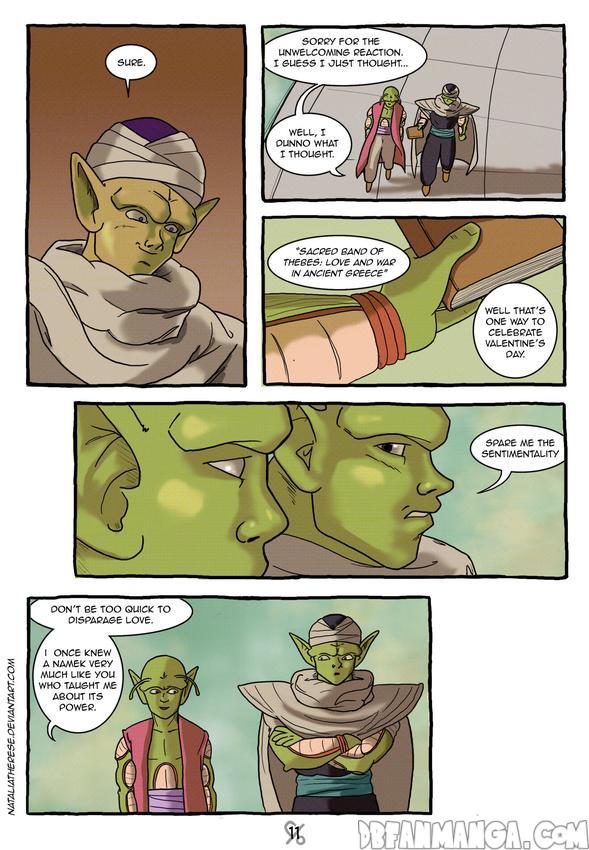 SURE.
SORRY FOR THE
UNWELCOMING REACTION.
I GUESS I JUST THOUGHT...
WELL, I
DUNNO WHAT
I THOUGHT.
"SACRED BAND OF
THEBES: LOVE AND WAR
IN ANCIENT GREECE"
WELL THAT'S
ONE WAY TO
CELEBRATE
VALENTINE'S
DAY.
SPARE ME THE
SENTIMENTALITY
DON'T BE TOO QUICK TO
DISPARAGE LOVE.
I ONCE KNEW
A NAMEK VERY
MUCH LIKE YOU
WHO TAUGHT ME
ABOUT ITS
POWER.
NATALIATHERESE.DEVIANTART.COM
11
DBFANMANGA.COM